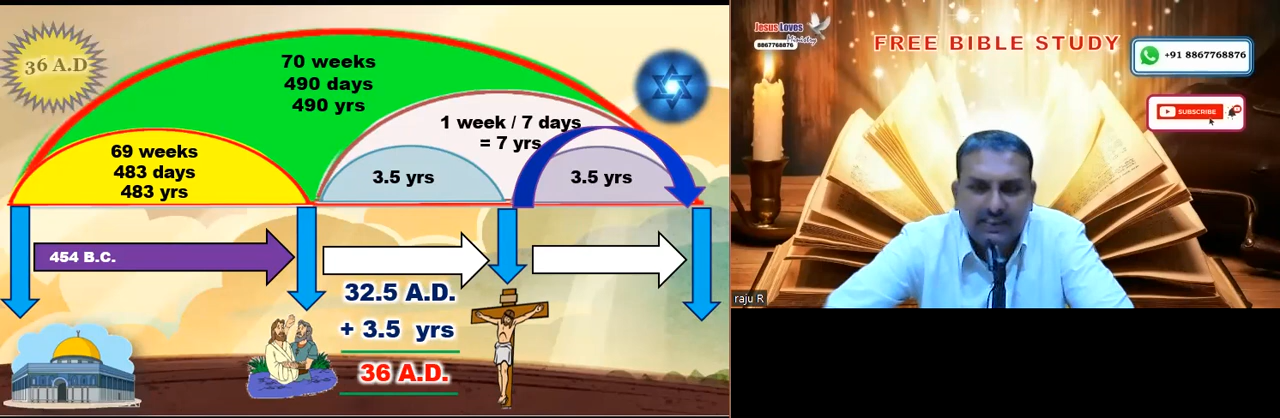 36 A.D
70 weeks
490 days
490 yrs
1 week / 7 days
= 7 yrs
69 weeks
483 days
483 yrs
3.5 yrs
3.5 yrs
454 B.C.
32.5 A.D.
+ 3.5 yrs
36 A.D.
Jesus Loves
Ministry
8867768876
FREE BIBLE STUDY
+91 8867768876
SUBSCRIBE
raju R